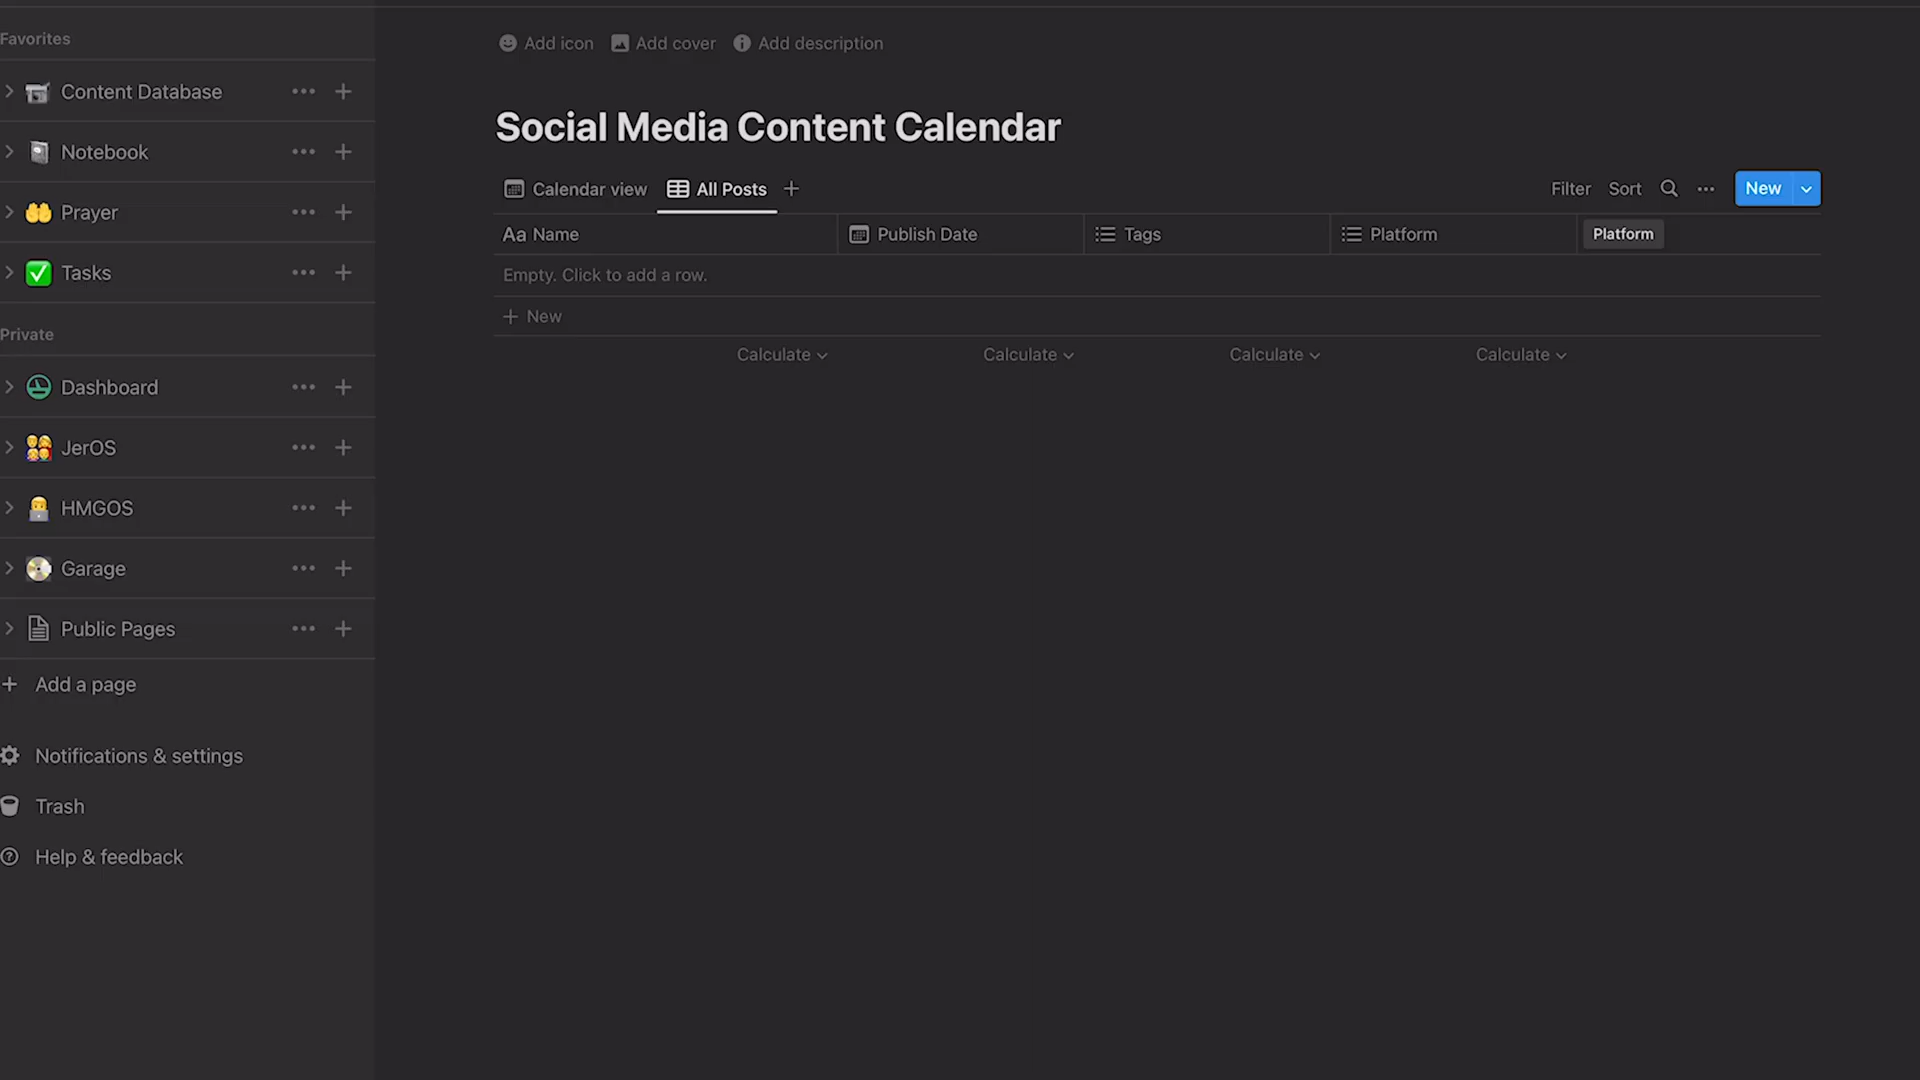 Favorites
Content Database
Notebook
Prayer
Tasks
Private
Dashboard
JerOS
HMGOS
Garage
Public Pages
Add a page
Notifications & settings
Trash
Help & feedback
Add icon Add cover Add description
Social Media Content Calendar
Calendar view All Posts Filter Sort New
Aa Name Publish Date Tags Platform Platform
Empty. Click to add a row.
New
Calculate Calculate Calculate Calculate